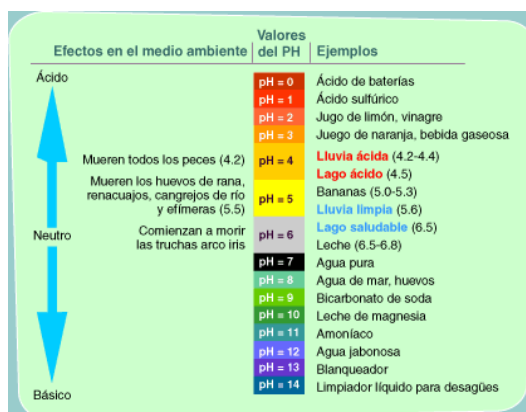 Efectos en el medio ambiente
Valores
del PH
Ejemplos
Ácido
pH = 0
Ácido de baterías
pH = 1
Ácido sulfúrico
pH = 2
Jugo de limón, vinagre
pH = 3
Juego de naranja, bebida gaseosa
Mueren todos los peces (4.2)
pH = 4
Lluvia ácida (4.2-4.4)
Lago ácido (4.5)
Mueren los huevos de rana,
renacuajos, cangrejos de río
y efímeras (5.5)
pH = 5
Bananas (5.0-5.3)
Lluvia limpia (5.6)
Neutro
Comienzan a morir
las truchas arco iris
pH = 6
Lago saludable (6.5)
Leche (6.5-6.8)
pH = 7
Agua pura
pH = 8
Agua de mar, huevos
pH = 9
Bicarbonato de soda
pH = 10
Leche de magnesia
pH = 11
Amoníaco
pH = 12
Agua jabonosa
pH = 13
Blanqueador
Básico
pH = 14
Limpiador líquido para desagües